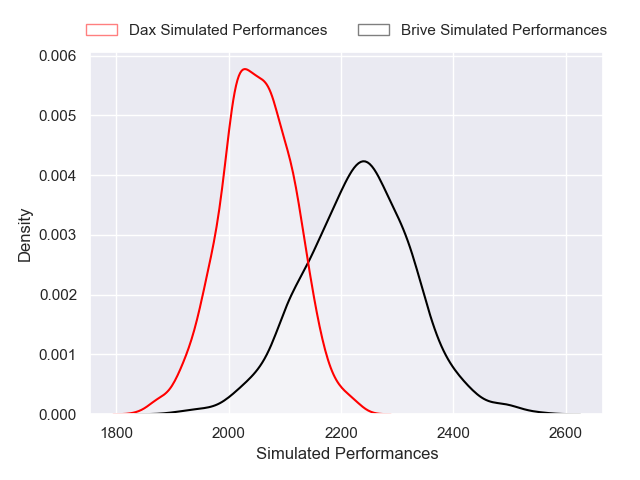 Dax Simulated Performances Brive Simulated Performances
0.006
0.005
0.004
0.003
0.002
0.001
0.000
Density
1800 2000 2200 2400 2600
Simulated Performances